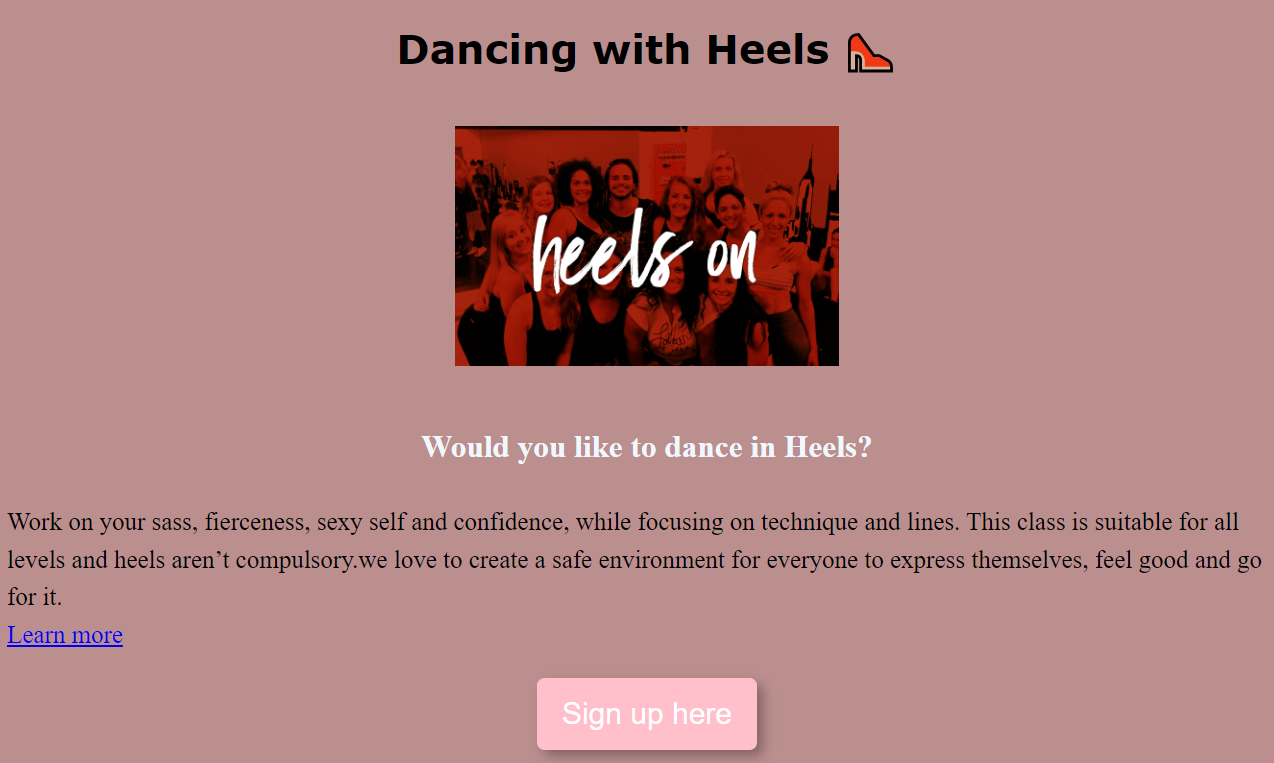 Dancing with Heels 👠
heels on
Would you like to dance in Heels?
Work on your sass, fierceness, sexy self and confidence, while focusing on technique and lines. This class is suitable for all
levels and heels aren’t compulsory.we love to create a safe environment for everyone to express themselves, feel good and go
for it.
Learn more
Sign up here